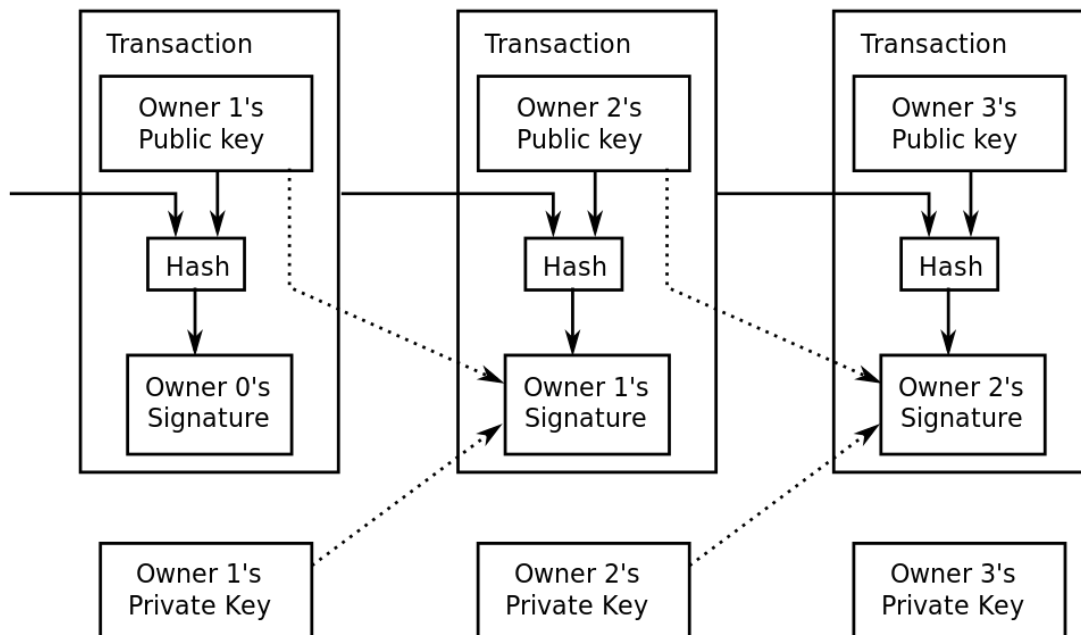 Transaction
Owner 1's
Public key
Hash
Owner 0's
Signature
Transaction
Owner 2's
Public key
Hash
Owner 1's
Signature
Transaction
Owner 3's
Public key
Hash
Owner 2's
Signature
Owner 1's
Private Key
Owner 2's
Private Key
Owner 3's
Private Key